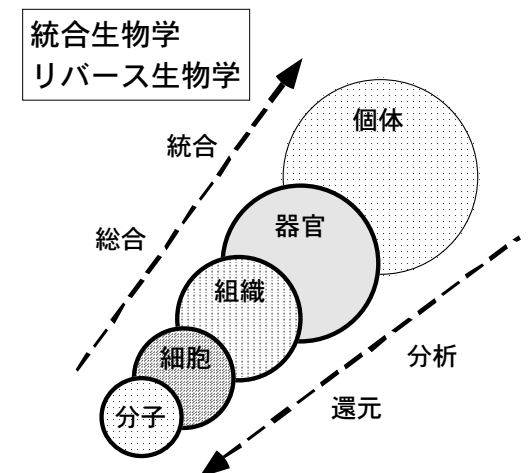 統合生物学
リバース生物学
個体
統合
器官
総合
組織
分析
細胞
還元
分子